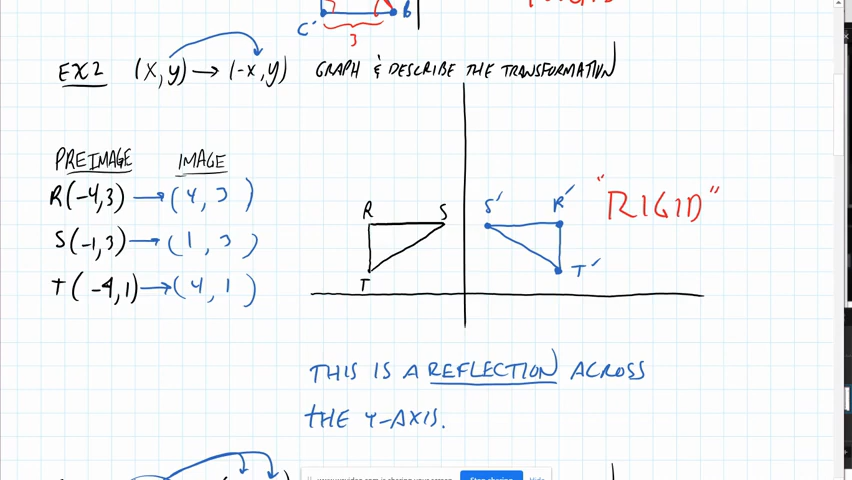 C' 3 B
EX2 (X,y)→(-x,y) GRAPH & DESCRIBE THE TRANSFORMATION
PREIMAGE IMAGE
R(-4,3)→(4,3)
S(-1,3)→(1,3)
T(-4,1)→(4,1)
R S S' R' "RIGID"
T T'
THIS IS A REFLECTION ACROSS
THE Y-AXIS.